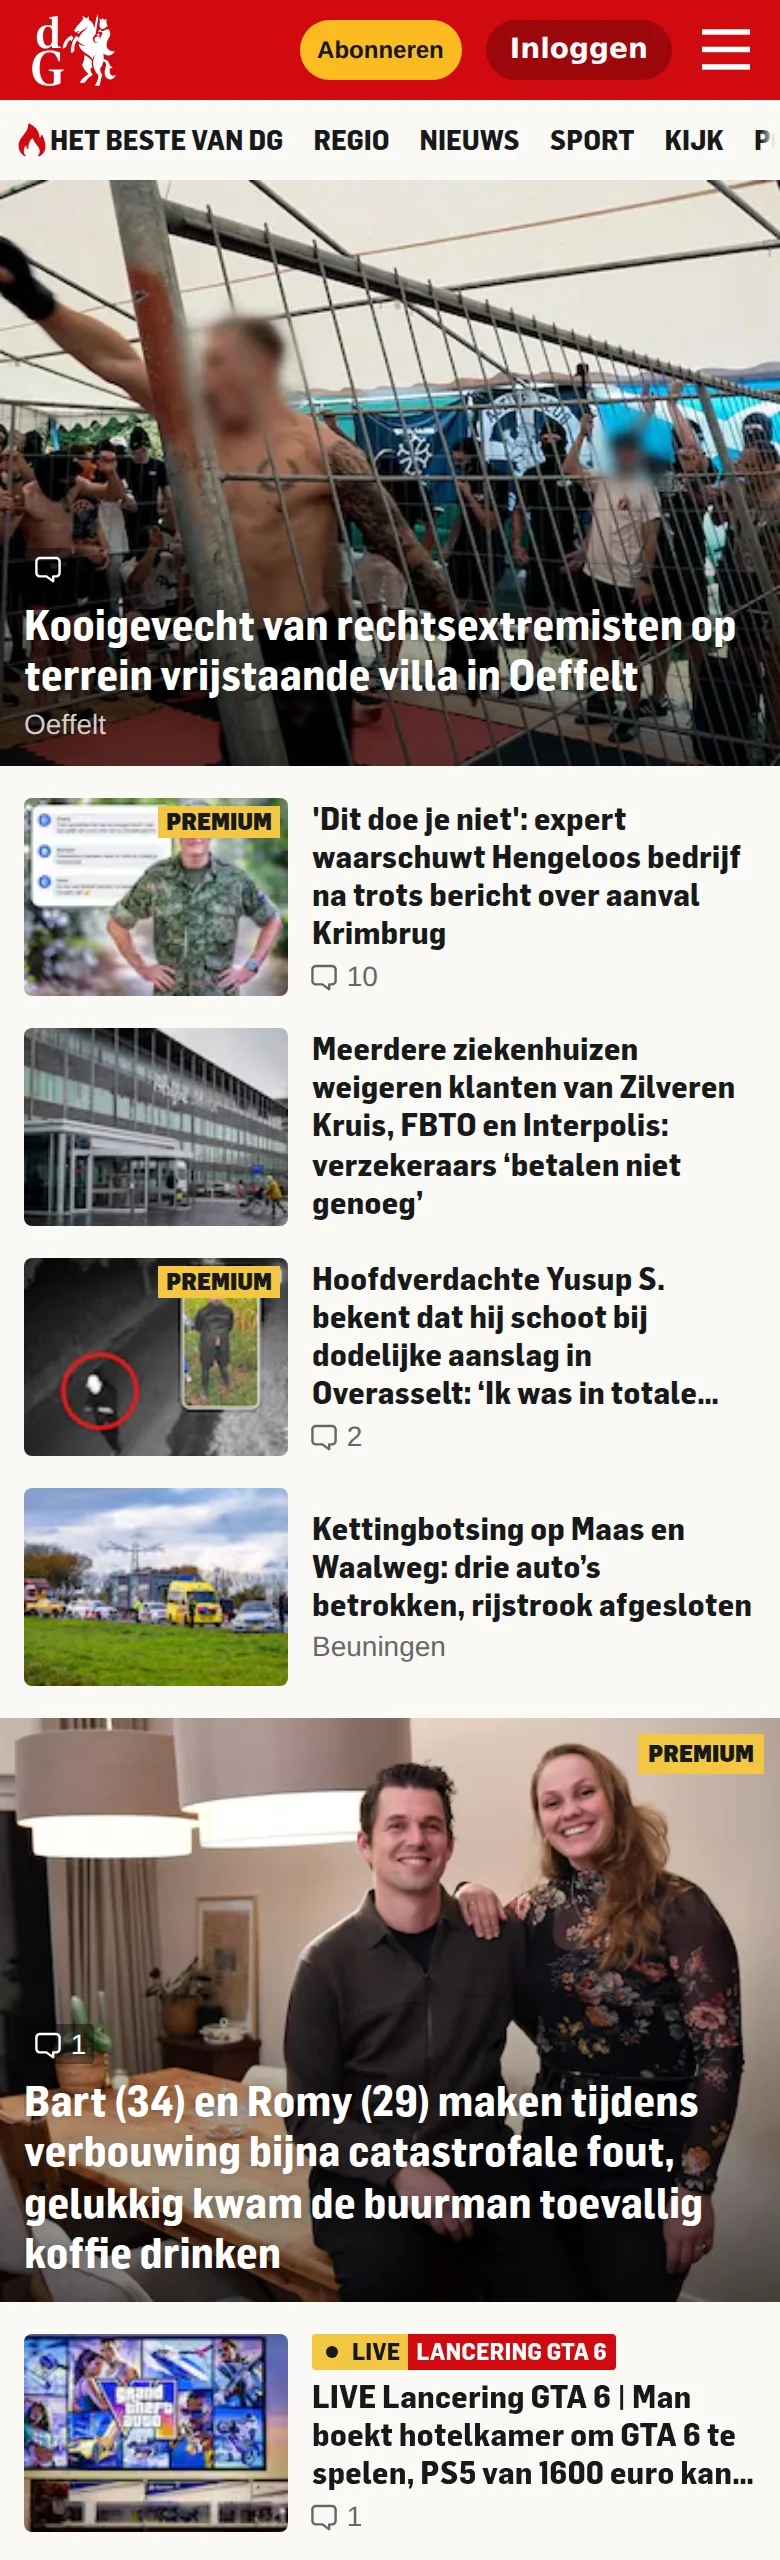 dG
Abonneren
Inloggen
HET BESTE VAN DG REGIO NIEUWS SPORT KIJK
Kooigevecht van rechtsextremisten op
terrein vrijstaande villa in Oeffelt
Oeffelt
PREMIUM
'Dit doe je niet': expert
waarschuwt Hengeloos bedrijf
na trots bericht over aanval
Krimbrug
10
Meerdere ziekenhuizen
weigeren klanten van Zilveren
Kruis, FBTO en Interpolis:
verzekeraars ‘betalen niet
genoeg’
PREMIUM
Hoofdverdachte Yusup S.
bekent dat hij schoot bij
dodelijke aanslag in
Overasselt: ‘Ik was in totale...
2
Kettingbotsing op Maas en
Waalweg: drie auto’s
betrokken, rijstrook afgesloten
Beuningen
PREMIUM
1
Bart (34) en Romy (29) maken tijdens
verbouwing bijna catastrofale fout,
gelukkig kwam de buurman toevallig
koffie drinken
grand
theft
auto
LIVE LANCERING GTA 6
LIVE Lancering GTA 6 | Man
boekt hotelkamer om GTA 6 te
spelen, PS5 van 1600 euro kan...
1